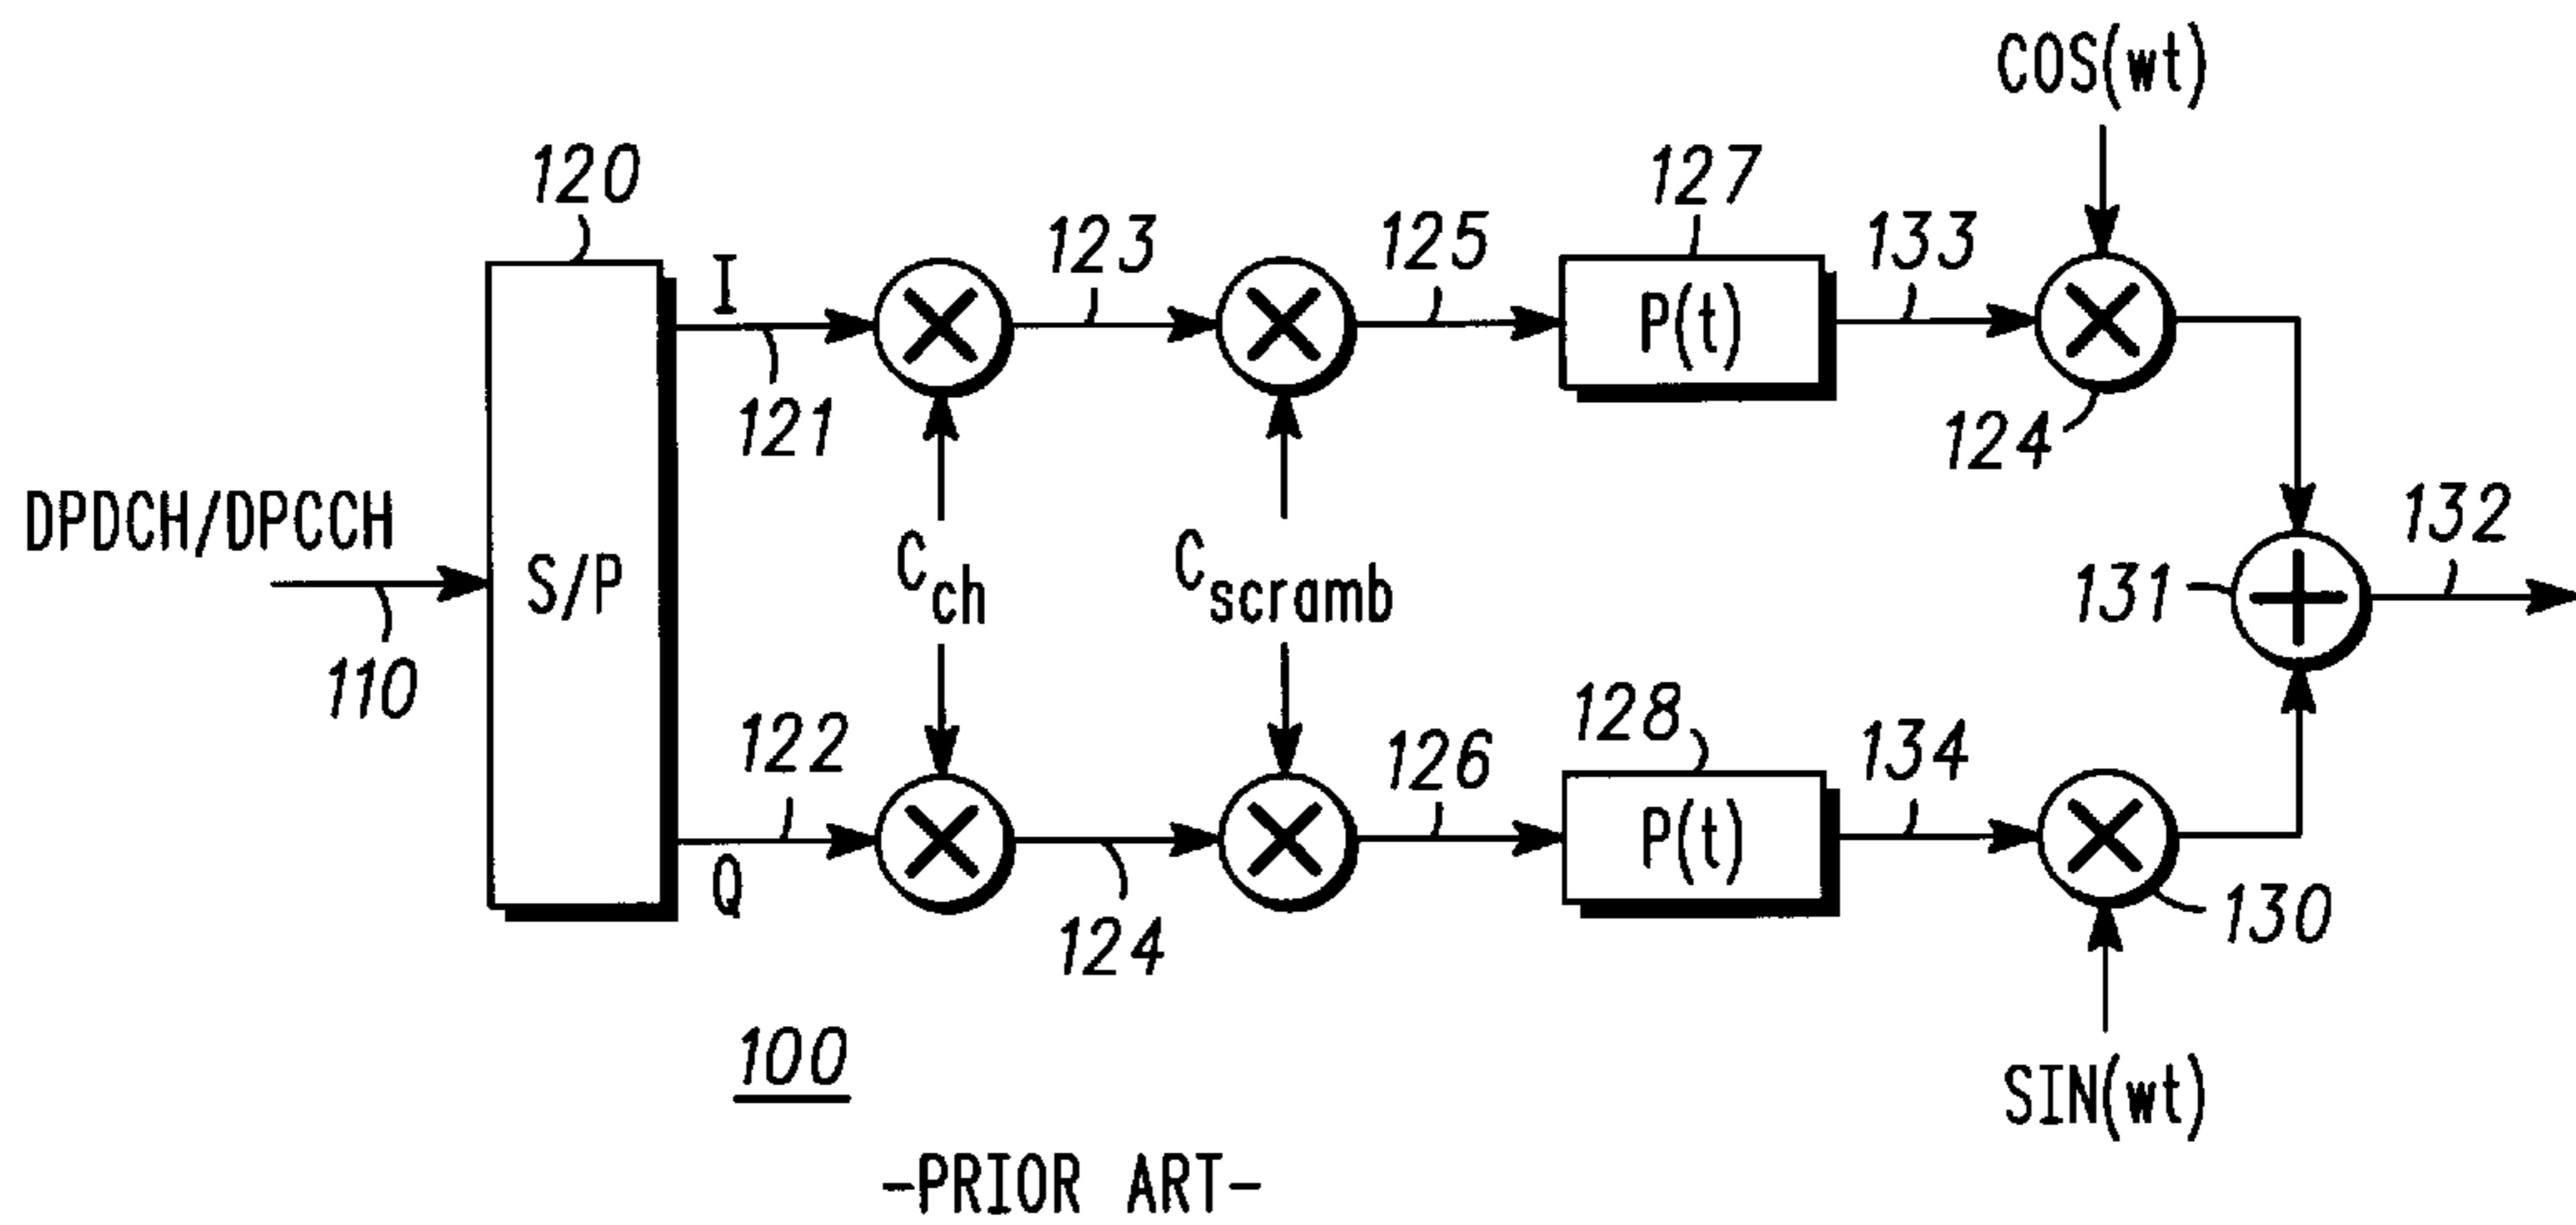 COS(wt)
120
I
123
125
127
133
P(t)
121
124
DPDCH/DPCCH
S/P
C
ch
C
scramb
132
131
110
122
126
128
134
P(t)
Q
124
130
100
SIN(wt)
-PRIOR ART-